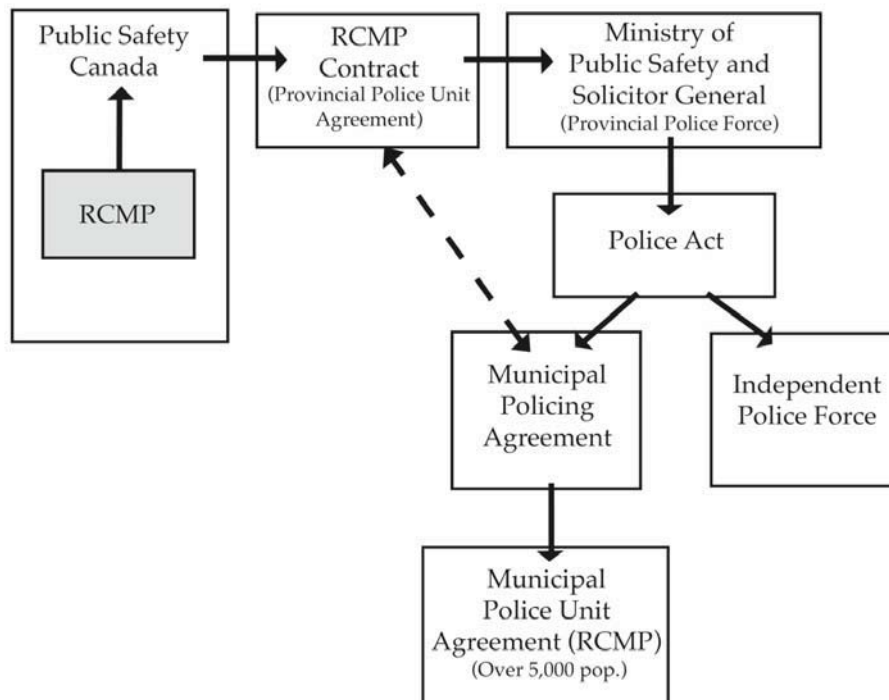 Public Safety
Canada
RCMP
RCMP
Contract
(Provincial Police Unit
Agreement)
Ministry of
Public Safety and
Solicitor General
(Provincial Police Force)
Police Act
Municipal
Policing
Agreement
Independent
Police Force
Municipal
Police Unit
Agreement (RCMP)
(Over 5,000 pop.)